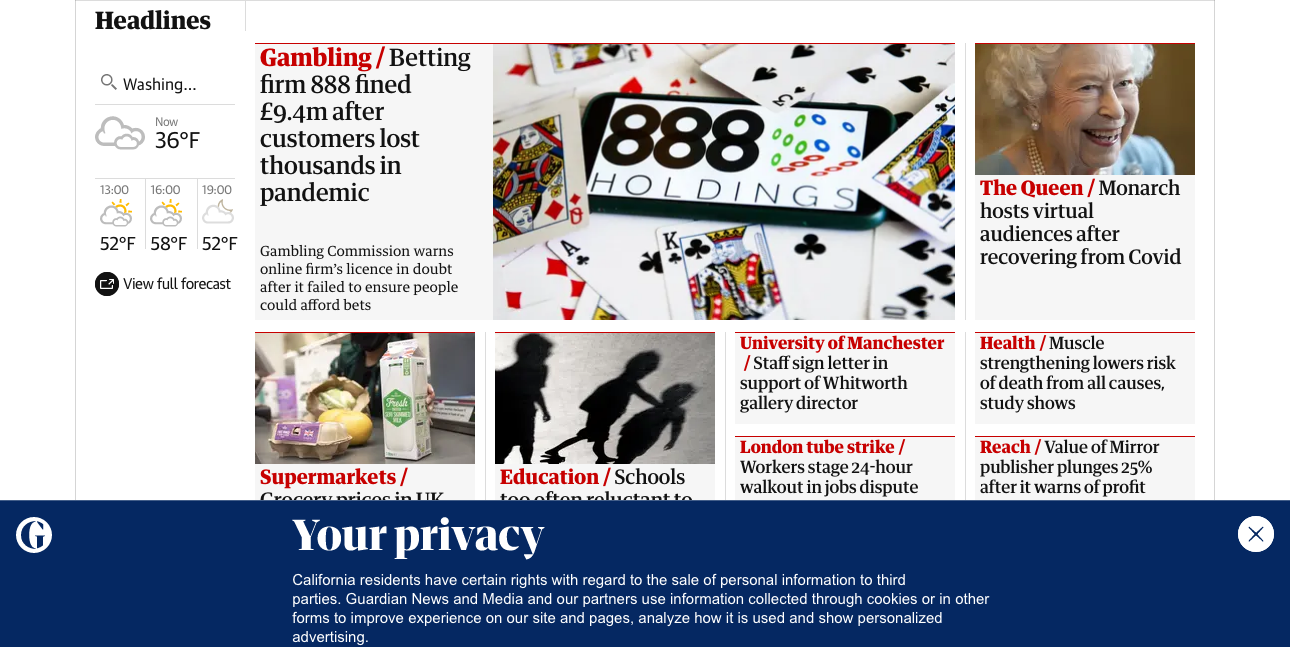 Headlines
Washing...
Now
36°F
13:00
16:00
19:00
52°F
58°F
52°F
View full forecast
Gambling / Betting
firm 888 fined
£9.4m after
customers lost
thousands in
pandemic
Gambling Commission warns
online firm's licence in doubt
after it failed to ensure people
could afford bets
888
HOLDINGS
A
K
The Queen / Monarch
hosts virtual
audiences after
recovering from Covid
Fresh
Supermarkets /
Grocery prices in UK
Education / Schools
too often reluctant to
University of Manchester
/ Staff sign letter in
support of Whitworth
gallery director
London tube strike /
Workers stage 24-hour
walkout in jobs dispute
Health / Muscle
strengthening lowers risk
of death from all causes,
study shows
Reach / Value of Mirror
publisher plunges 25%
after it warns of profit
G
Your privacy
California residents have certain rights with regard to the sale of personal information to third
parties. Guardian News and Media and our partners use information collected through cookies or in other
forms to improve experience on our site and pages, analyze how it is used and show personalized
advertising.